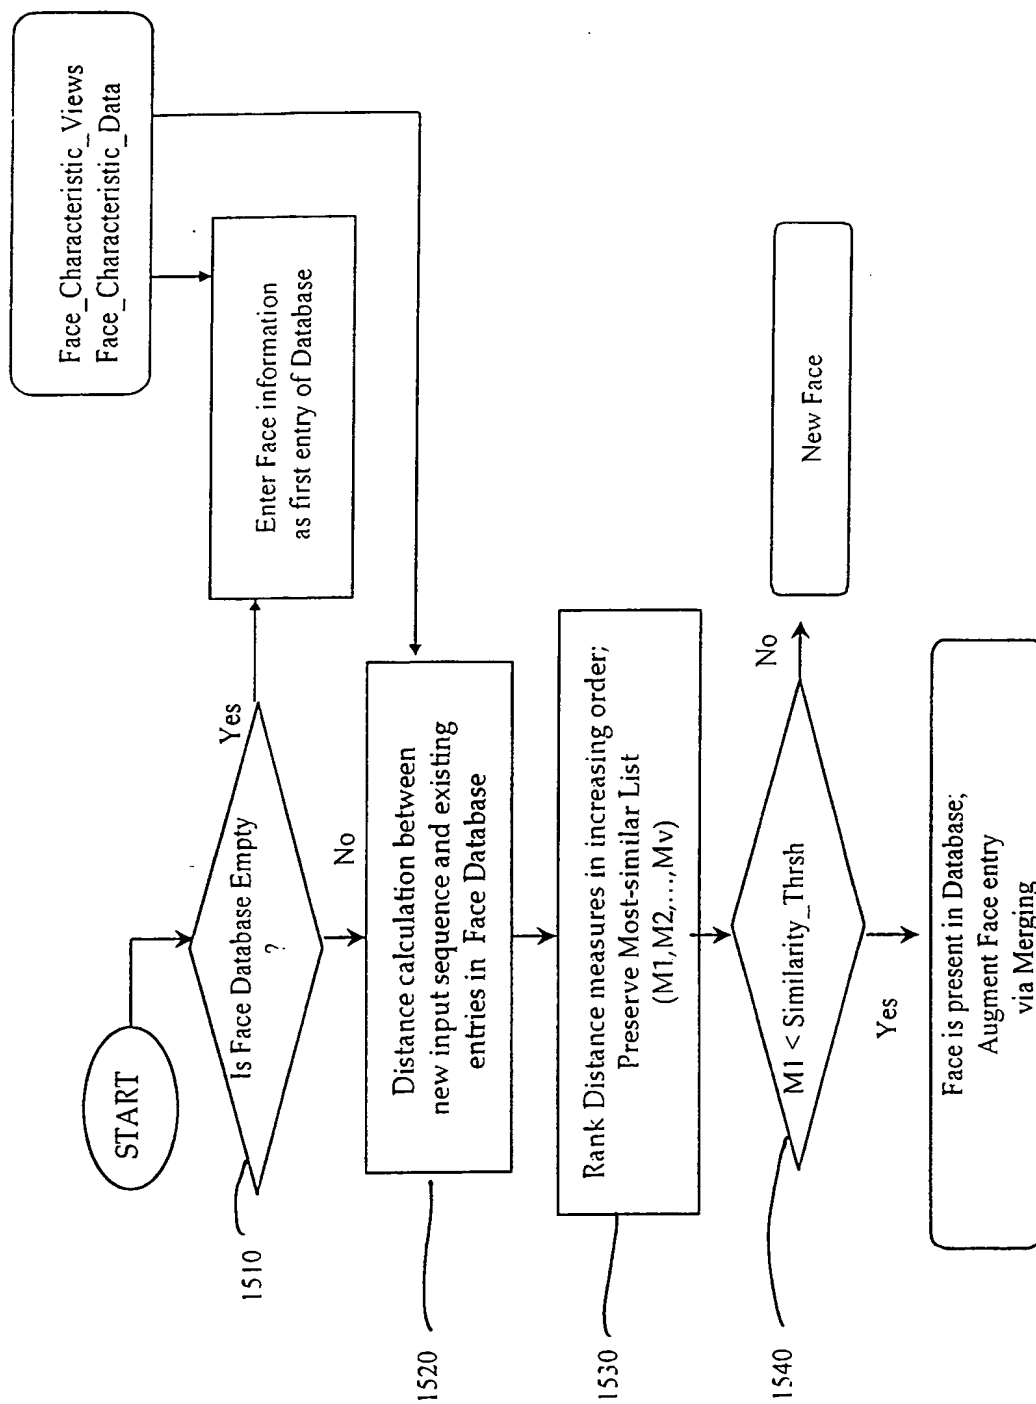 START
Face_Characteristic_Views
Face_Characteristic_Data
1510
Is Face Database Empty
?
Yes
Enter Face information
as first entry of Database
No
1520
Distance calculation between
new input sequence and existing
entries in Face Database
1530
Rank Distance measures in increasing order;
Preserve Most-similar List
(M1,M2,...,Mv)
1540
M1 < Similarity_Thrsh
No
New Face
Yes
Face is present in Database;
Augment Face entry
via Merging